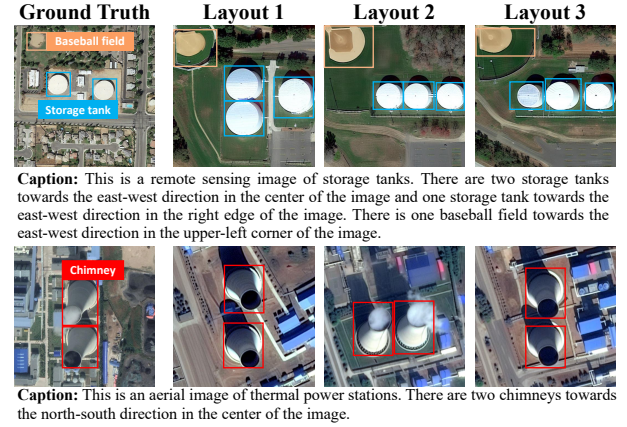 Ground Truth Layout 1 Layout 2 Layout 3
Baseball field
Storage tank
Caption: This is a remote sensing image of storage tanks. There are two storage tanks
towards the east-west direction in the center of the image and one storage tank towards the
east-west direction in the right edge of the image. There is one baseball field towards the
east-west direction in the upper-left corner of the image.
Chimney
Caption: This is an aerial image of thermal power stations. There are two chimneys towards
the north-south direction in the center of the image.